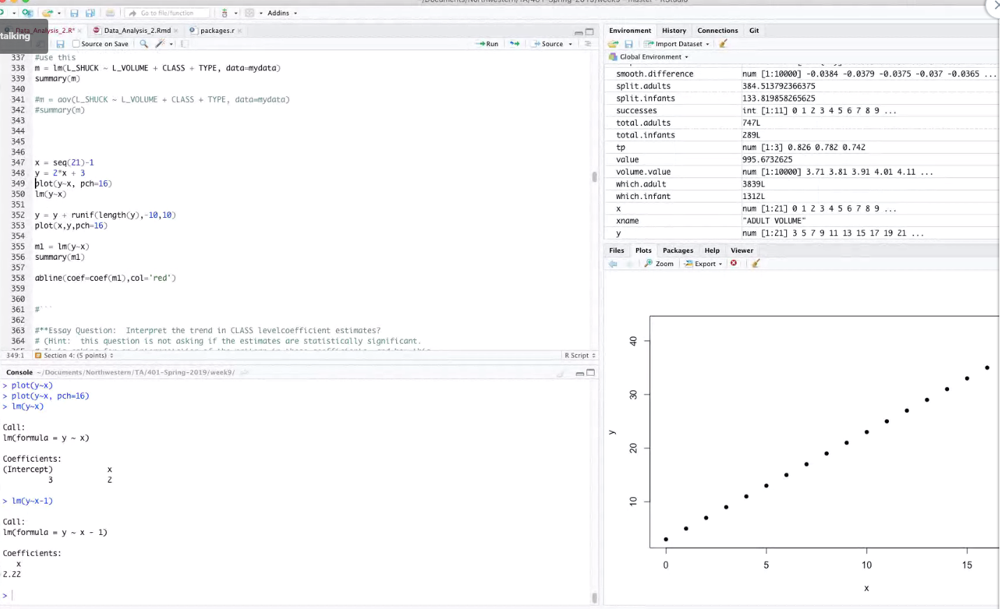 ~/Documents/Northwestern/TA/401-Spring-2019/week9 - master - RStudio
Go to file/function
Addins
talking
Data_Analysis_2.R*
Data_Analysis_2.Rmd
packages.r
Source on Save
Run
Source
337 #use this
338 m = lm(L_SHUCK ~ L_VOLUME + CLASS + TYPE, data=mydata)
339 summary(m)
340
341 #m = aov(L_SHUCK ~ L_VOLUME + CLASS + TYPE, data=mydata)
342 #summary(m)
343
344
345
346
347 x = seq(21)-1
348 y = 2*x + 3
349 plot(y~x, pch=16)
350 lm(y~x)
351
352 y = y + runif(length(y),-10,10)
353 plot(x,y,pch=16)
354
355 m1 = lm(y~x)
356 summary(m1)
357
358 abline(coef=coef(m1),col='red')
359
360
361 #```
362
363 #**Essay Question:  Interpret the trend in CLASS levelcoefficient estimates?
364 # (Hint:  this question is not asking if the estimates are statistically significant.
349:1
Section 4: (5 points)
R Script
Console ~/Documents/Northwestern/TA/401-Spring-2019/week9/
> plot(y~x)
> plot(y~x, pch=16)
> lm(y~x)
Call:
lm(formula = y ~ x)
Coefficients:
(Intercept) x
3 2
> lm(y~x-1)
Call:
lm(formula = y ~ x - 1)
Coefficients:
x
2.22
>
Environment History Connections Git
Import Dataset
Global Environment
smooth.difference num [1:10000] -0.0384 -0.0379 -0.0375 -0.037 -0.0365 ...
split.adults 384.513792366375
split.infants 133.819858265625
successes int [1:11] 0 1 2 3 4 5 6 7 8 9 ...
total.adults 747L
total.infants 289L
tp num [1:3] 0.826 0.782 0.742
value 995.6732625
volume.value num [1:10000] 3.71 3.81 3.91 4.01 4.11 ...
which.adult 3839L
which.infant 1312L
x num [1:21] 0 1 2 3 4 5 6 7 8 9 ...
xname "ADULT VOLUME"
y num [1:21] 3 5 7 9 11 13 15 17 19 21 ...
Files Plots Packages Help Viewer
Zoom Export
40
30
20
10
y
0 5 10 15
x